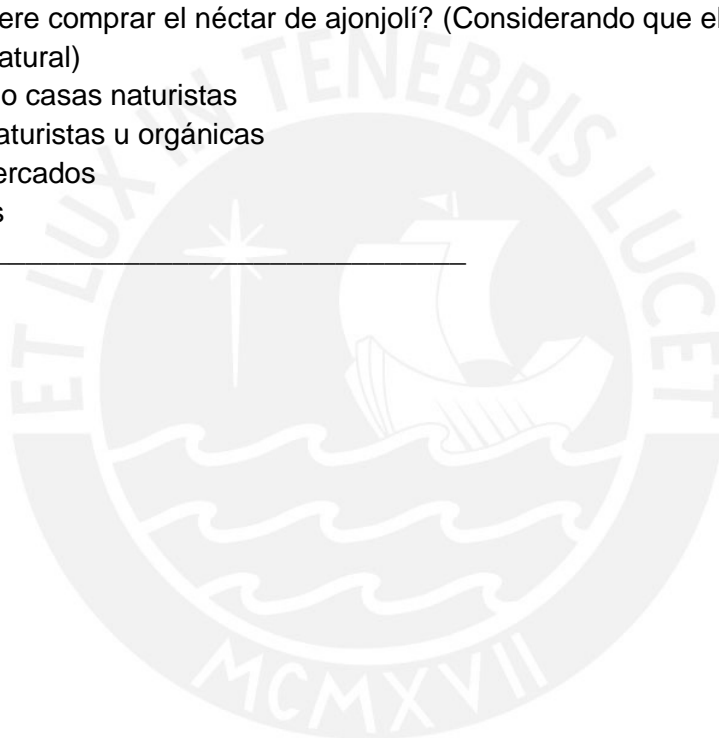 ere comprar el néctar de ajonjolí? (Considerando que el
atural)
o casas naturistas
aturistas u orgánicas
ercados
s
_______________________________
ET LUX IN TENEBRIS LUCET
MCMXVII